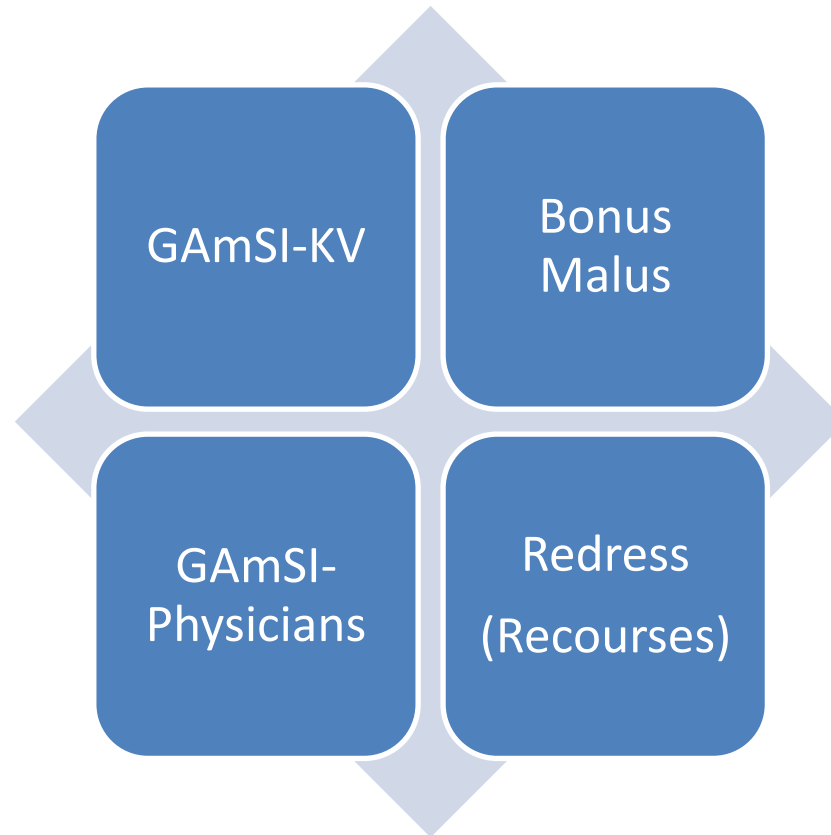 GAmSI-KV
Bonus
Malus
GAmSI-
Physicians
Redress
(Recourses)